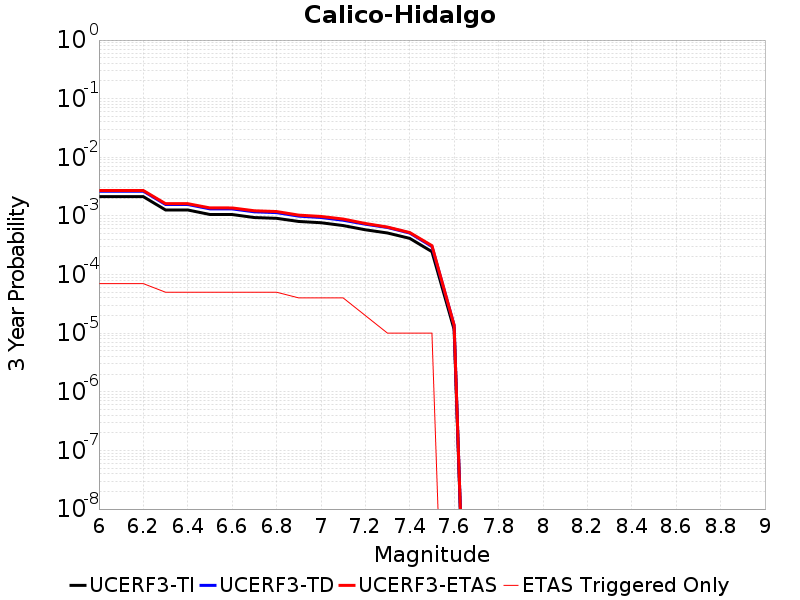 Calico-Hidalgo
3 Year Probability
10^0
10^-1
10^-2
10^-3
10^-4
10^-5
10^-6
10^-7
10^-8
6 6.2 6.4 6.6 6.8 7 7.2 7.4 7.6 7.8 8 8.2 8.4 8.6 8.8 9
Magnitude
UCERF3-TI UCERF3-TD UCERF3-ETAS ETAS Triggered Only